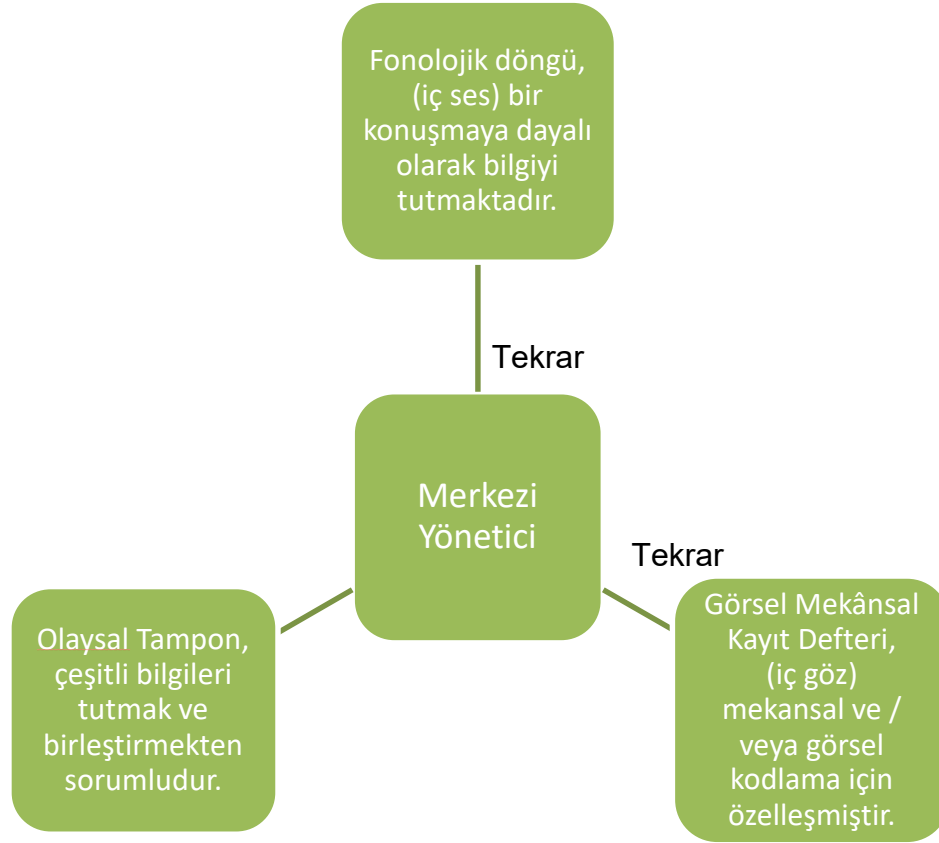 Fonolojik döngü,
(iç ses) bir
konuşmaya dayalı
olarak bilgiyi
tutmaktadır.
Tekrar
Merkezi
Yönetici
Tekrar
Olaysal Tampon,
çeşitli bilgileri
tutmak ve
birleştirmekten
sorumludur.
Görsel Mekânsal
Kayıt Defteri,
(iç göz)
mekansal ve /
veya görsel
kodlama için
özelleşmiştir.